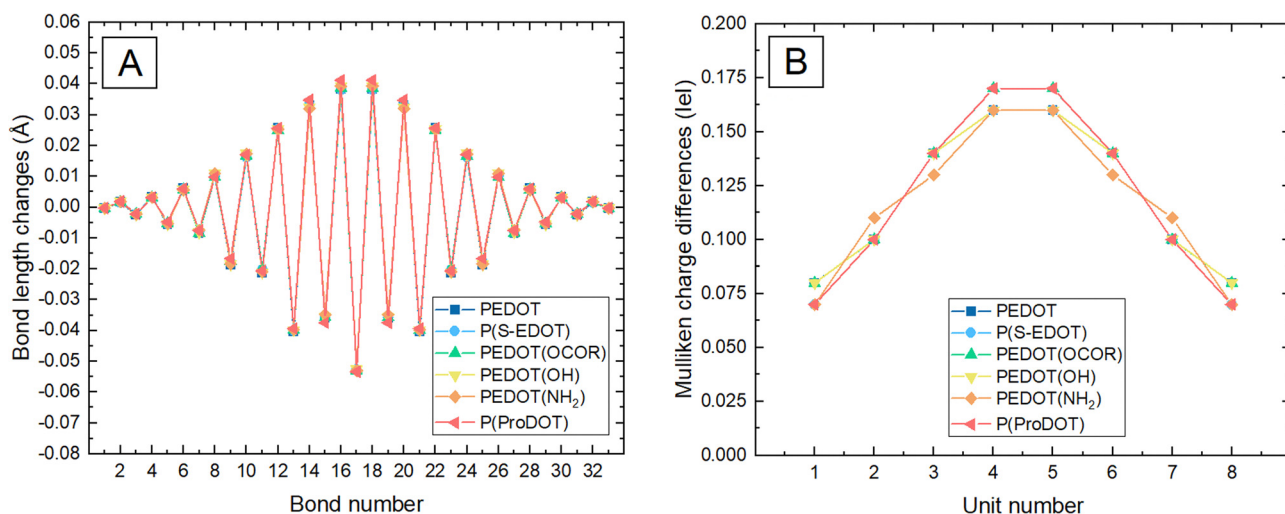 A
Bond length changes (Å)
0.06
0.05
0.04
0.03
0.02
0.01
0.00
-0.01
-0.02
-0.03
-0.04
-0.05
-0.06
-0.07
-0.08
PEDOT
P(S-EDOT)
PEDOT(OCOR)
PEDOT(OH)
PEDOT(NH₂)
P(ProDOT)
2 4 6 8 10 12 14 16 18 20 22 24 26 28 30 32
Bond number
B
Mulliken charge differences (IeI)
0.200
0.175
0.150
0.125
0.100
0.075
0.050
0.025
0.000
PEDOT
P(S-EDOT)
PEDOT(OCOR)
PEDOT(OH)
PEDOT(NH₂)
P(ProDOT)
1 2 3 4 5 6 7 8
Unit number